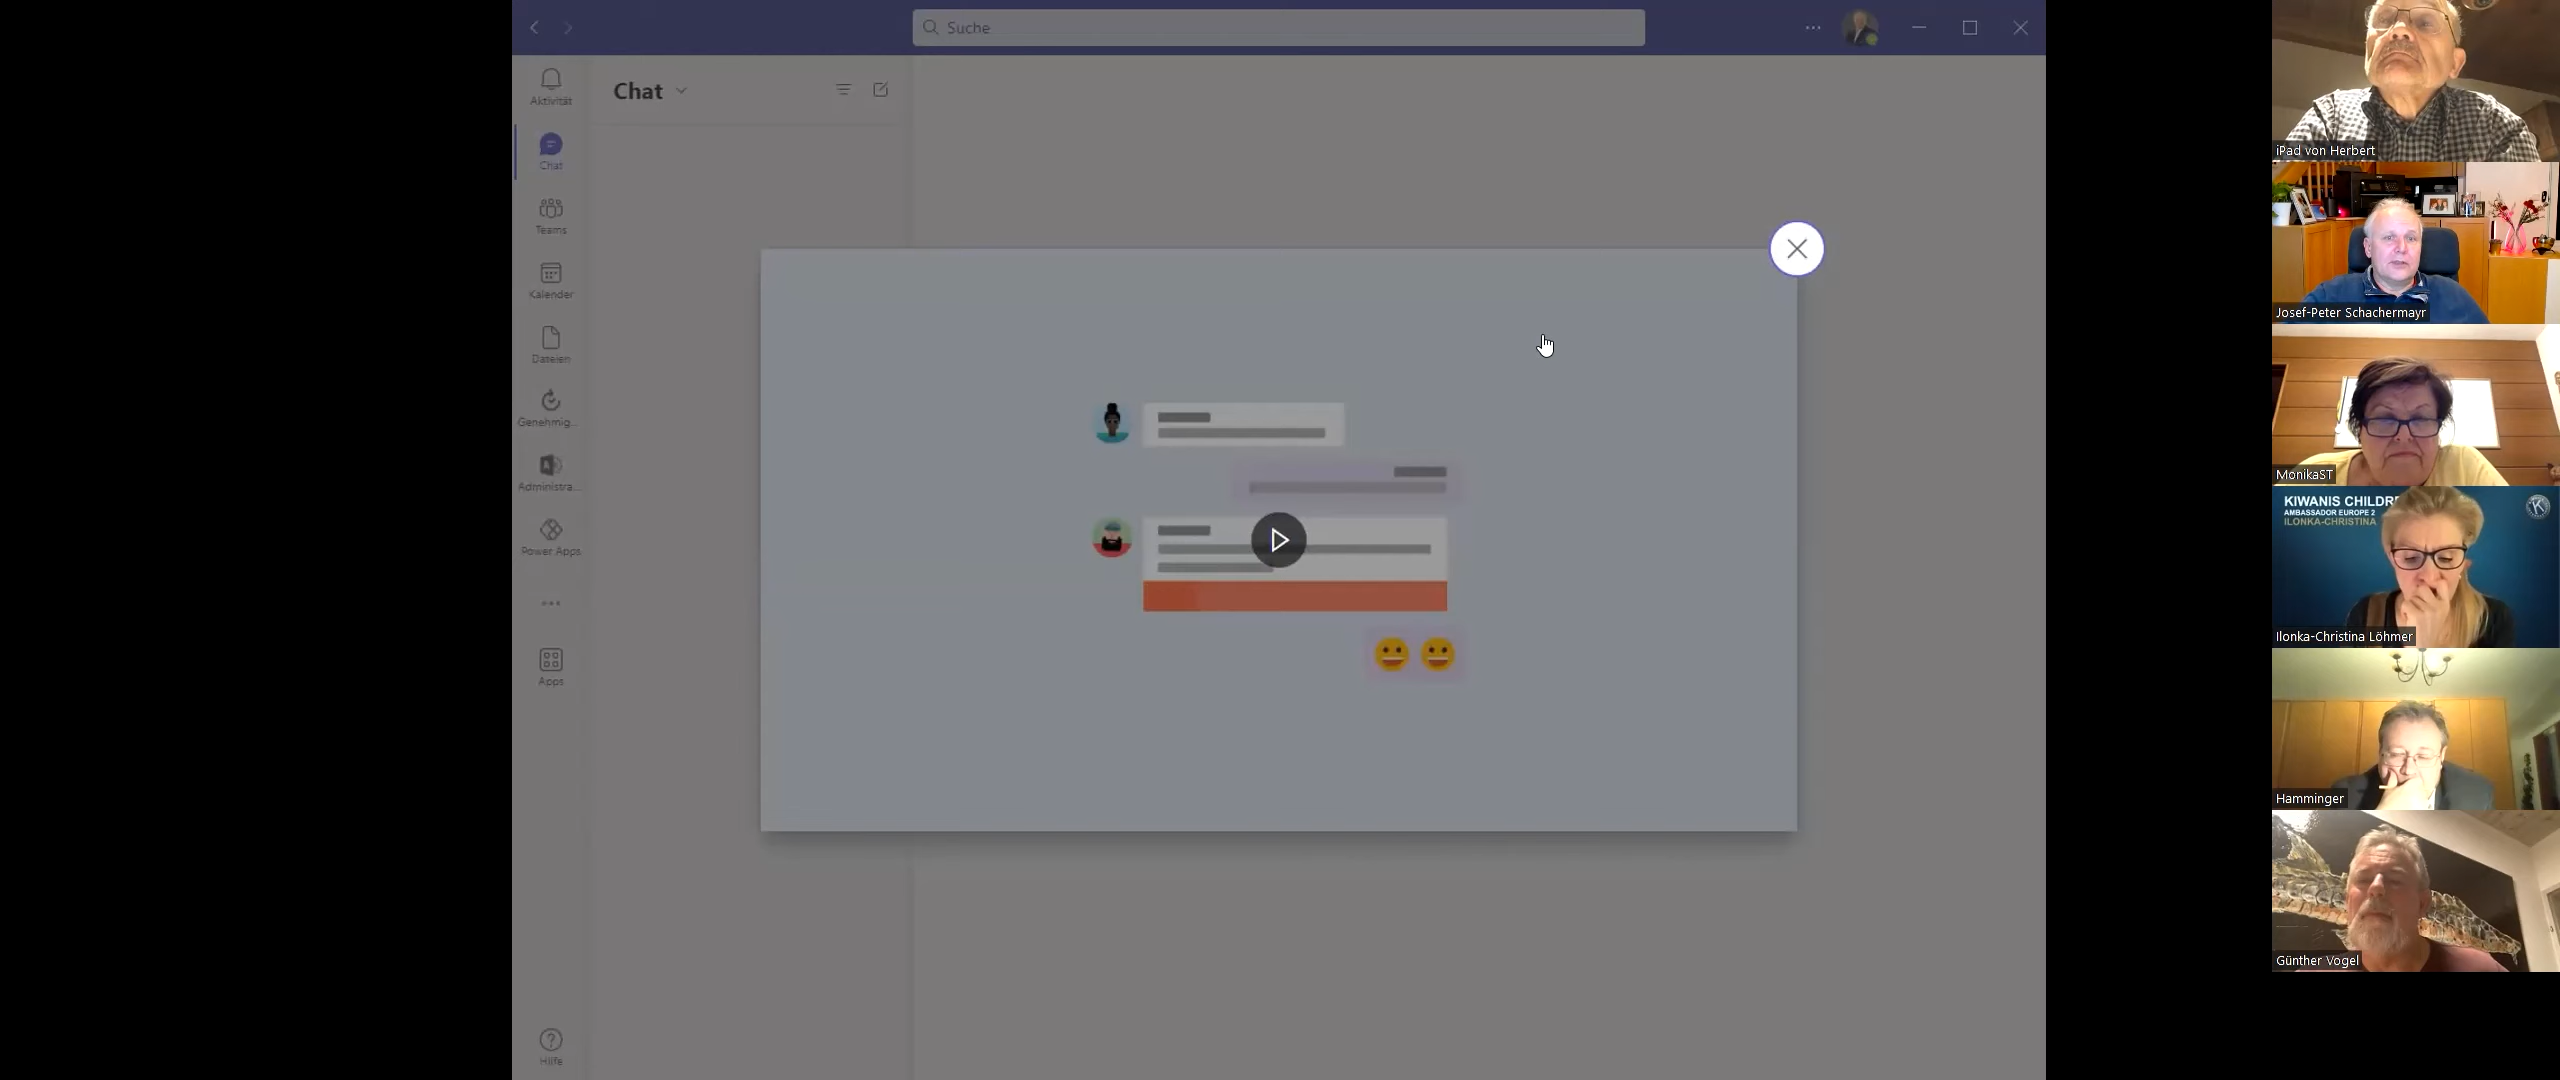 Suche
Aktivität
Chat
Chat
Teams
Kalender
Dateien
Genehmig...
Administra...
Power Apps
Apps
Hilfe
iPad von Herbert
Josef-Peter Schachermayr
MonikaST
KIWANIS CHILDRE
AMBASSADOR EUROPE 2
ILONKA-CHRISTINA
Ilonka-Christina Löhmer
Hamminger
Günther Vogel